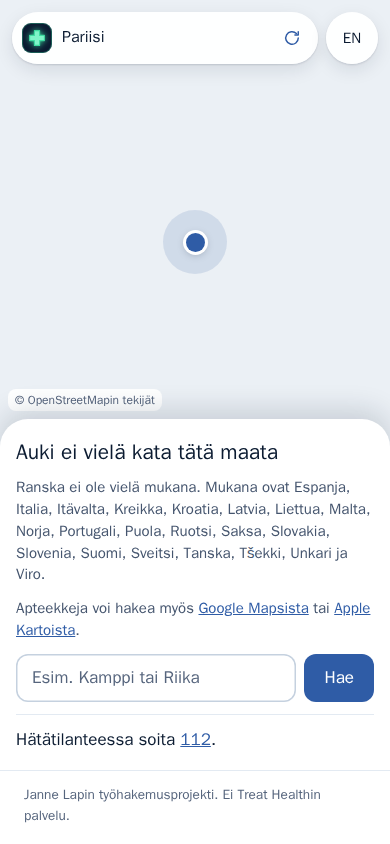 Pariisi
EN
© OpenStreetMapin tekijät
Auki ei vielä kata tätä maata
Ranska ei ole vielä mukana. Mukana ovat Espanja,
Italia, Itävalta, Kreikka, Kroatia, Latvia, Liettua, Malta,
Norja, Portugali, Puola, Ruotsi, Saksa, Slovakia,
Slovenia, Suomi, Sveitsi, Tanska, Tšekki, Unkari ja
Viro.
Apteekkeja voi hakea myös Google Mapsista tai Apple
Kartoista.
Esim. Kamppi tai Riika
Hae
Hätätilanteessa soita 112.
Janne Lapin työhakemusprojekti. Ei Treat Healthin
palvelu.